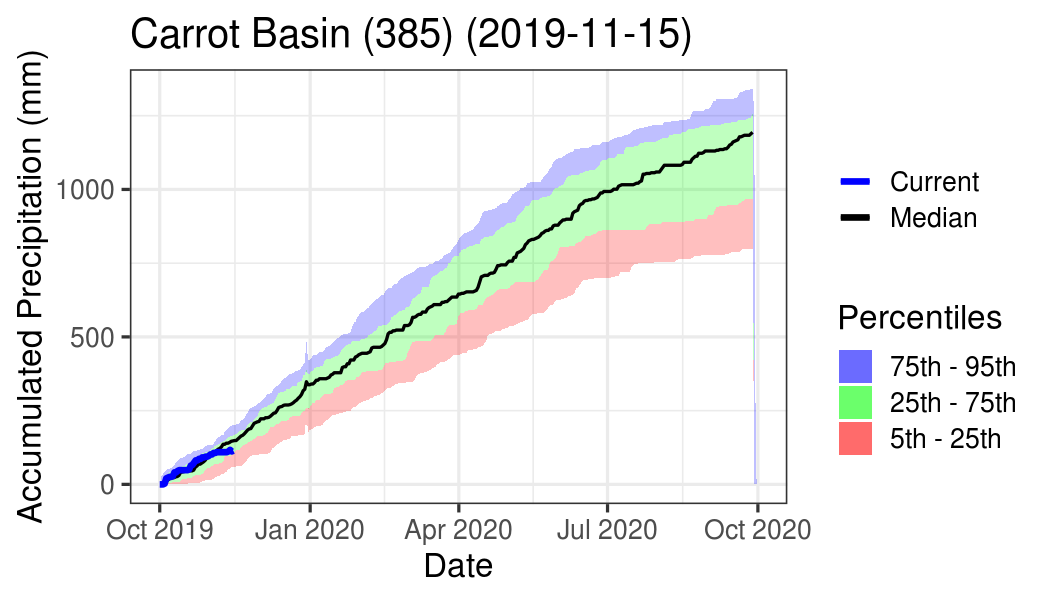 Carrot Basin (385) (2019-11-15)
Accumulated Precipitation (mm)
1000
500
0
Oct 2019
Jan 2020
Apr 2020
Jul 2020
Oct 2020
Date
Current
Median
Percentiles
75th - 95th
25th - 75th
5th - 25th